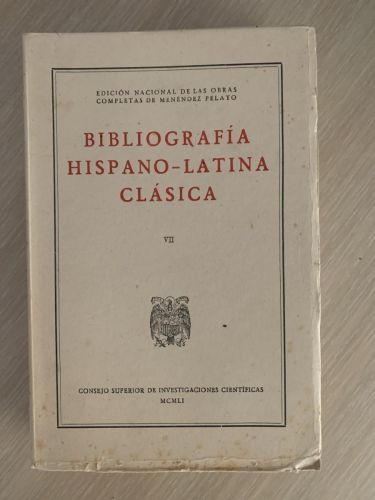 EDICIÓN NACIONAL DE LAS OBRAS
COMPLETAS DE MENÉNDEZ PELAYO
BIBLIOGRAFÍA
HISPANO-LATINA
CLÁSICA
VII
CONSEJO SUPERIOR DE INVESTIGACIONES CIENTÍFICAS
MCMLI